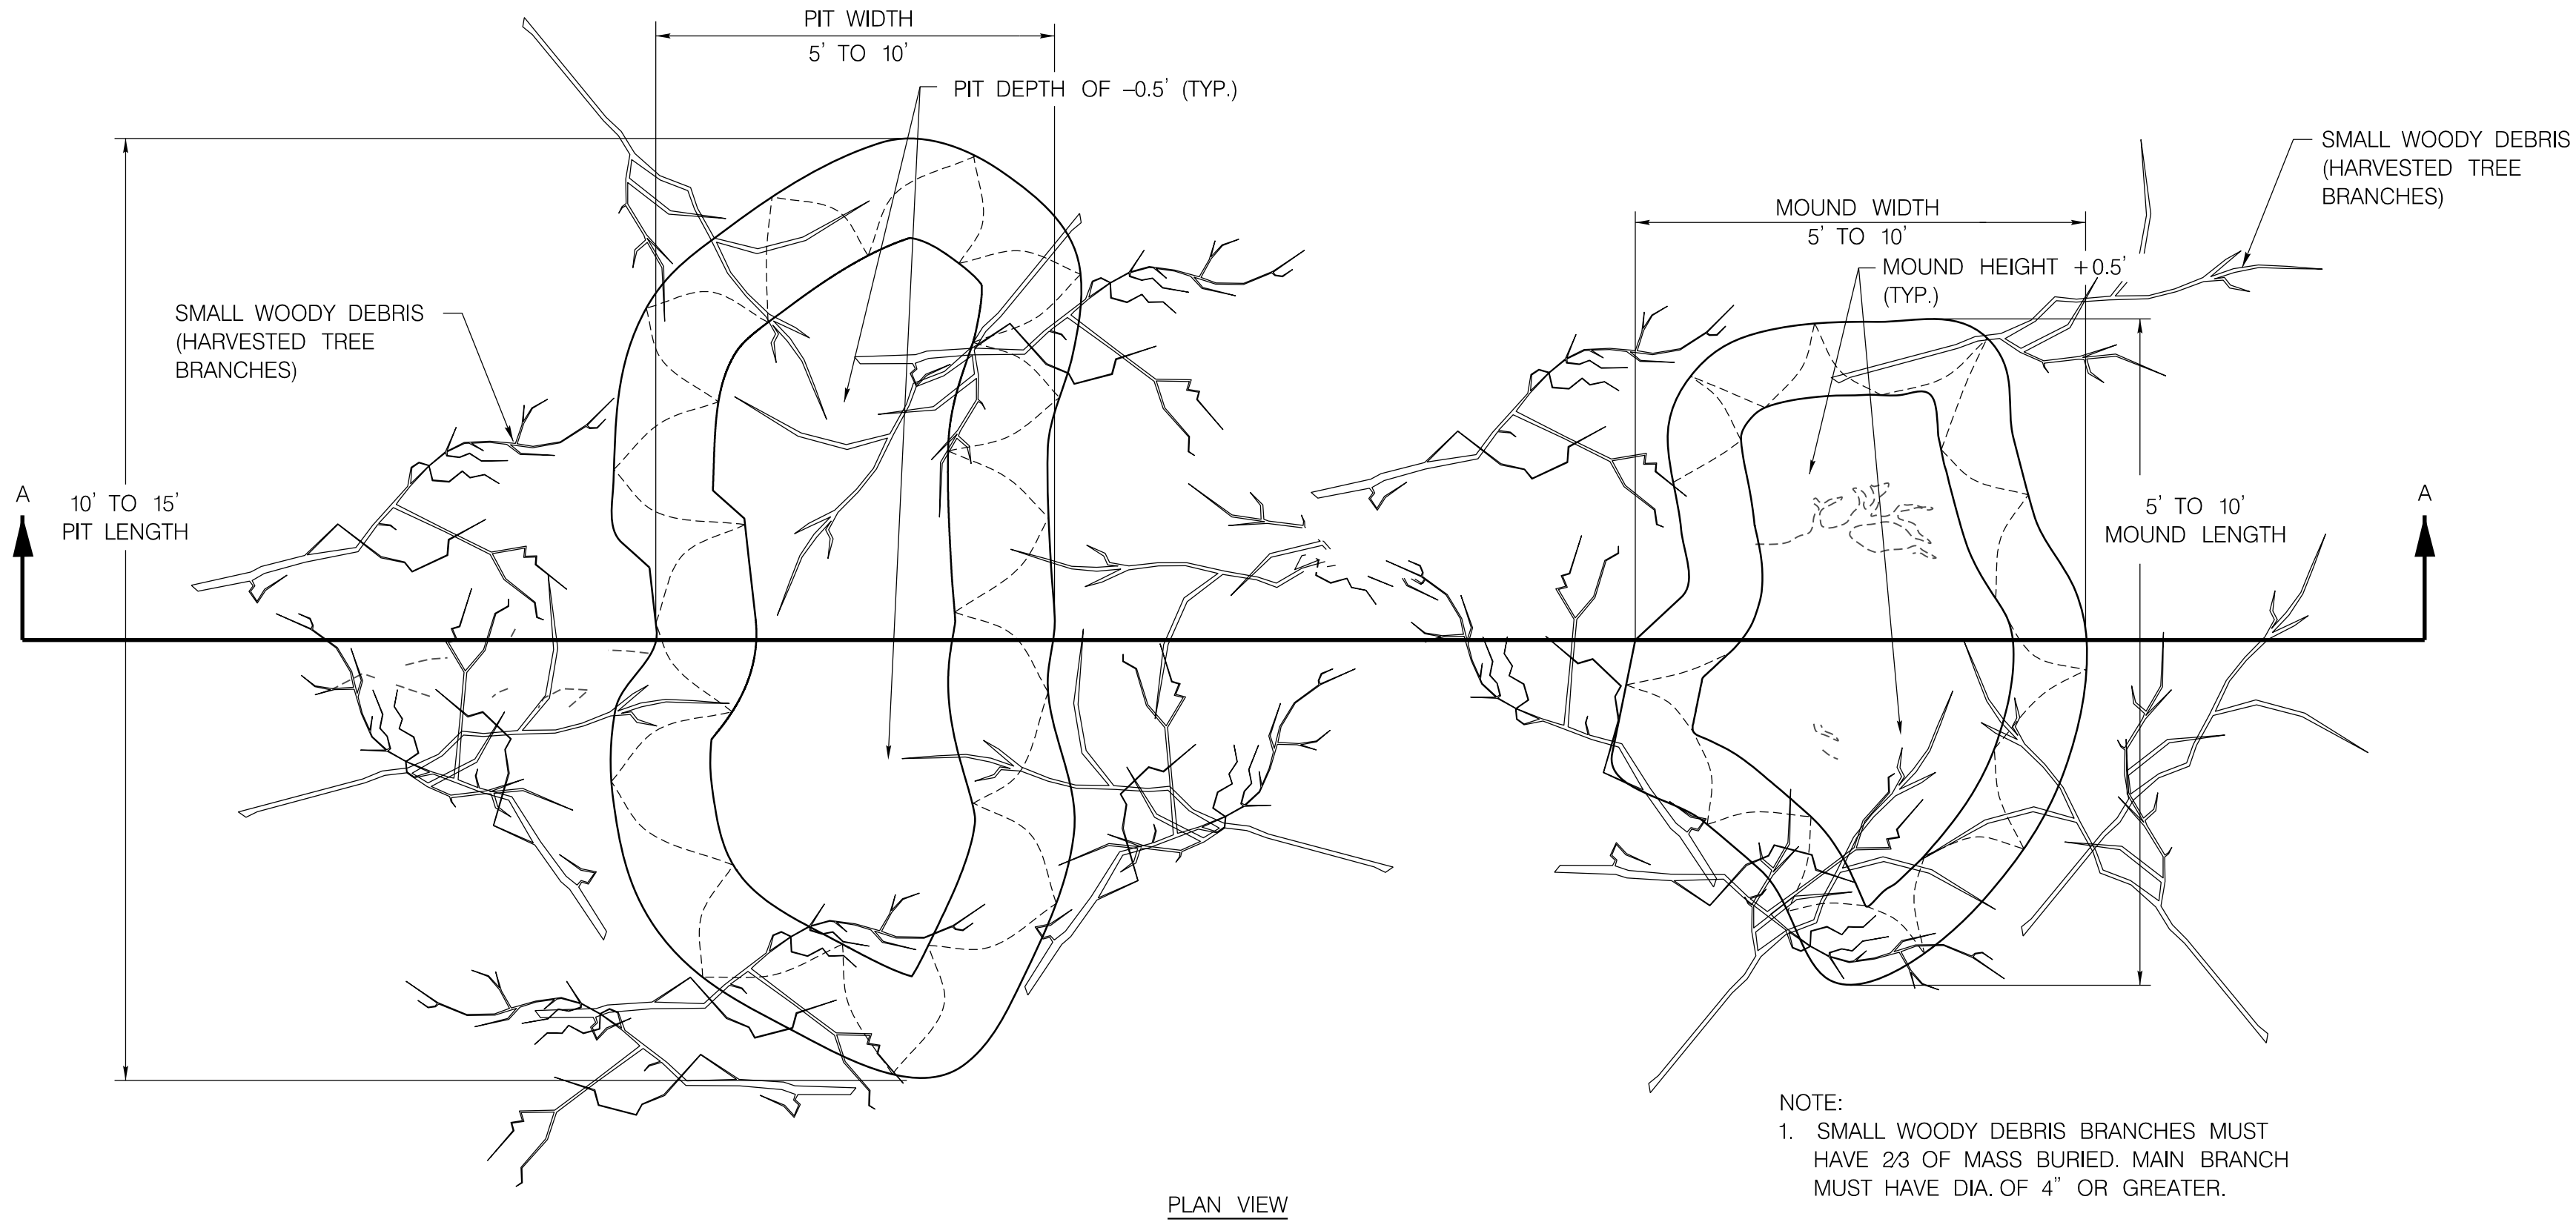 PIT WIDTH
5' TO 10'
PIT DEPTH OF –0.5' (TYP.)
SMALL WOODY DEBRIS
(HARVESTED TREE
BRANCHES)
MOUND WIDTH
5' TO 10'
MOUND HEIGHT +0.5'
(TYP.)
SMALL WOODY DEBRIS
(HARVESTED TREE
BRANCHES)
A
10' TO 15'
PIT LENGTH
5' TO 10'
MOUND LENGTH
A
NOTE:
1. SMALL WOODY DEBRIS BRANCHES MUST
HAVE 2/3 OF MASS BURIED. MAIN BRANCH
MUST HAVE DIA. OF 4" OR GREATER.
PLAN VIEW